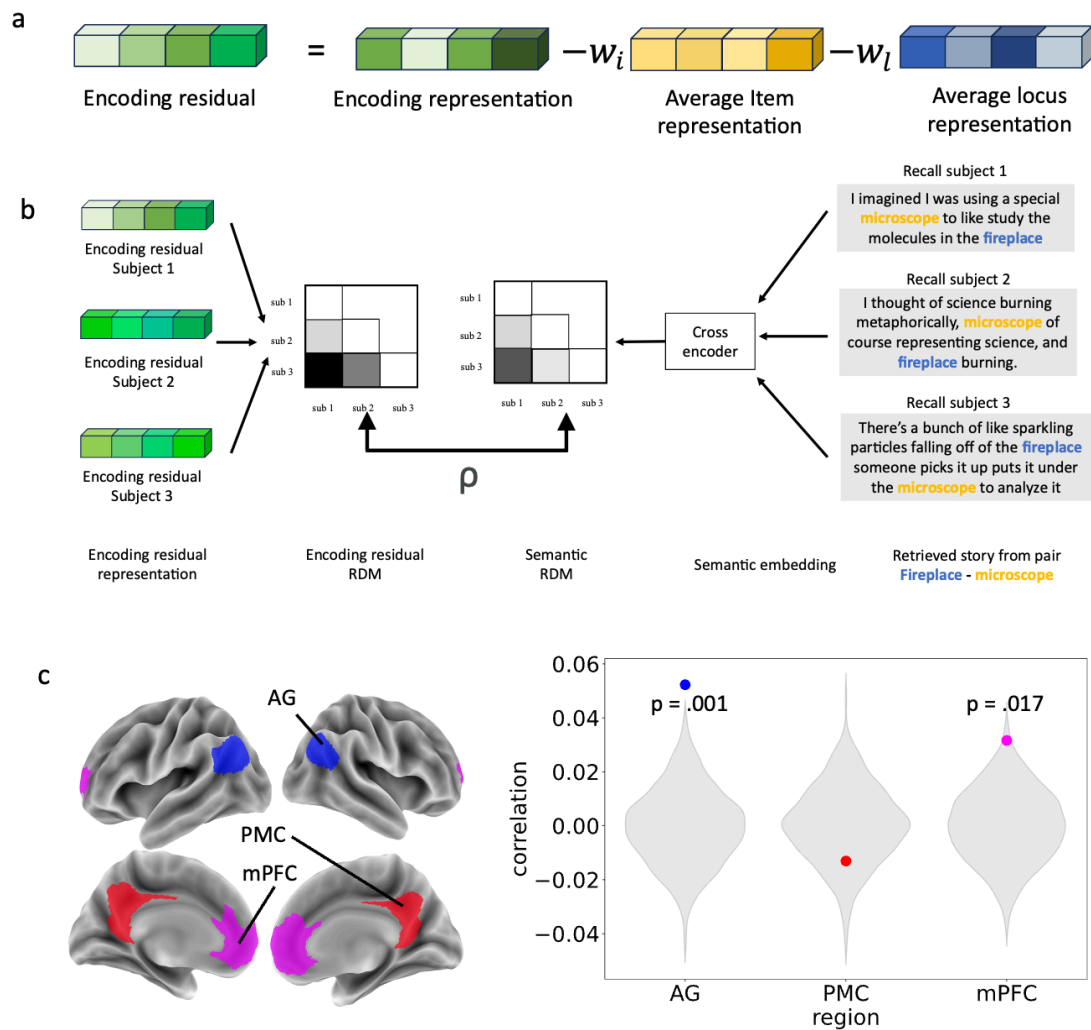 a
= −wᵢ −wₗ
Encoding residual
Encoding representation
Average Item
representation
Average locus
representation
b
Encoding residual
Subject 1
Encoding residual
Subject 2
Encoding residual
Subject 3
sub 1
sub 2
sub 3
sub 1 sub 2 sub 3
sub 1
sub 2
sub 3
sub 1 sub 2 sub 3
ρ
Cross
encoder
Recall subject 1
I imagined I was using a special
microscope to like study the
molecules in the fireplace
Recall subject 2
I thought of science burning
metaphorically, microscope of
course representing science, and
fireplace burning.
Recall subject 3
There's a bunch of like sparkling
particles falling off of the fireplace
someone picks it up puts it under
the microscope to analyze it
Encoding residual
representation
Encoding residual
RDM
Semantic
RDM
Semantic embedding
Retrieved story from pair
Fireplace - microscope
c
AG
PMC
mPFC
0.06
0.04
0.02
0.00
−0.02
−0.04
correlation
p = .001
p = .017
AG PMC mPFC
region